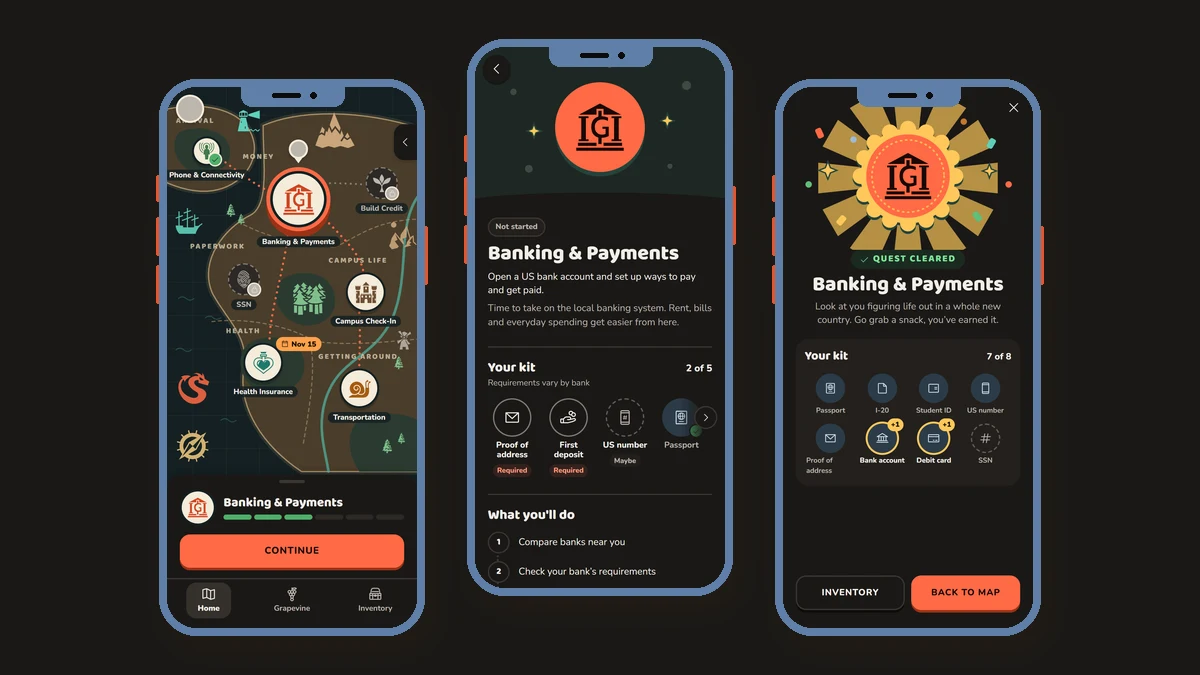 ARRIVAL
Phone & Connectivity
MONEY
Build Credit
Banking & Payments
PAPERWORK
CAMPUS LIFE
SSN
Campus Check-In
HEALTH
Nov 15
GETTING AROUND
Health Insurance
Transportation
Banking & Payments
CONTINUE
Home
Grapevine
Inventory
Not started
Banking & Payments
Open a US bank account and set up ways to pay
and get paid.
Time to take on the local banking system. Rent, bills
and everyday spending get easier from here.
Your kit
2 of 5
Requirements vary by bank
Proof of
address
Required
First
deposit
Required
US number
Maybe
Passport
What you'll do
1 Compare banks near you
2 Check your bank's requirements
QUEST CLEARED
Banking & Payments
Look at you figuring life out in a whole new
country. Go grab a snack, you've earned it.
Your kit
7 of 8
Passport
I-20
Student ID
US number
Proof of
address
+1
Bank account
+1
Debit card
#
SSN
INVENTORY
BACK TO MAP